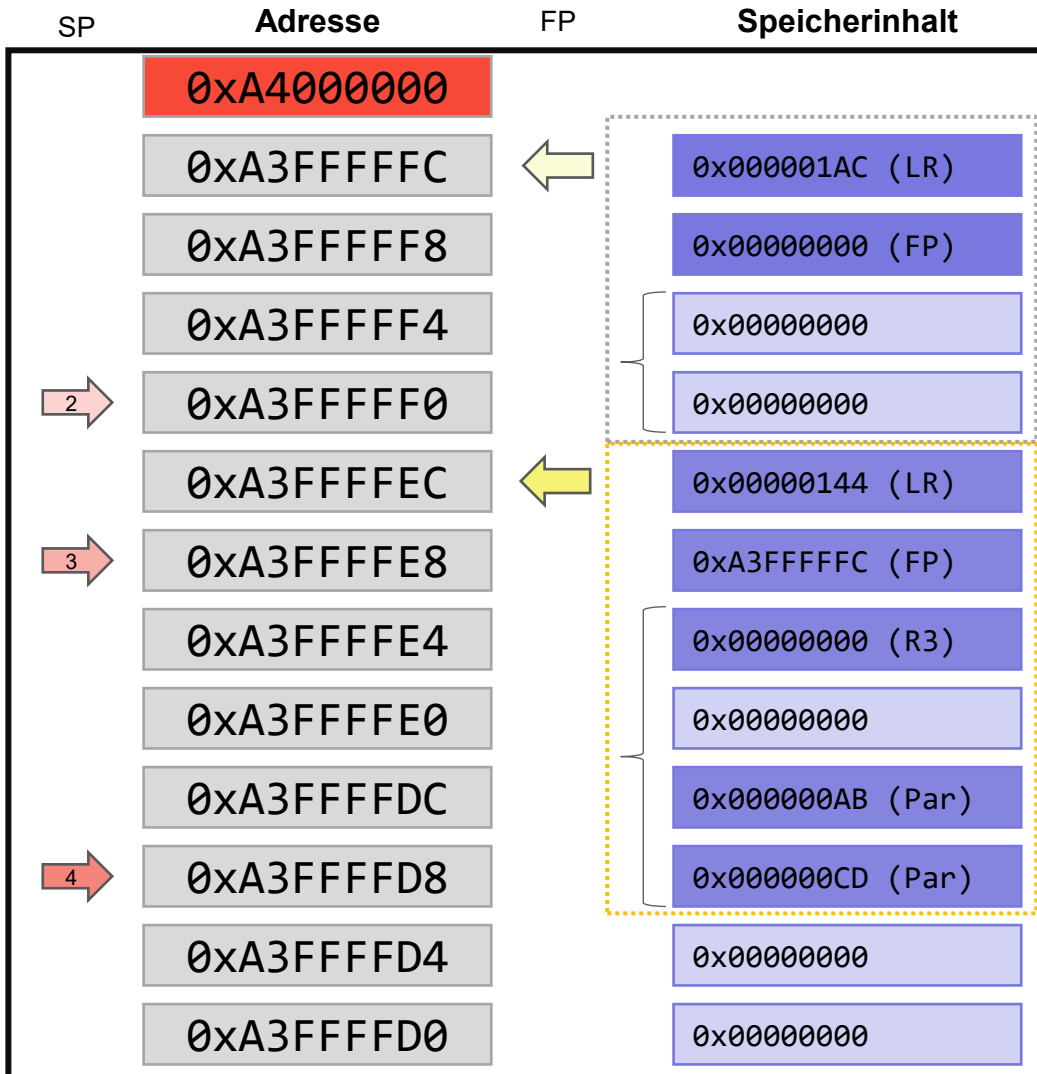 SP Adresse FP Speicherinhalt
0xA4000000
0xA3FFFFFC 0x000001AC (LR)
0xA3FFFFF8 0x00000000 (FP)
0xA3FFFFF4 0x00000000
2 0xA3FFFFF0 0x00000000
0xA3FFFFEC 0x00000144 (LR)
3 0xA3FFFFE8 0xA3FFFFFC (FP)
0xA3FFFFE4 0x00000000 (R3)
0xA3FFFFE0 0x00000000
0xA3FFFFDC 0x000000AB (Par)
4 0xA3FFFFD8 0x000000CD (Par)
0xA3FFFFD4 0x00000000
0xA3FFFFD0 0x00000000